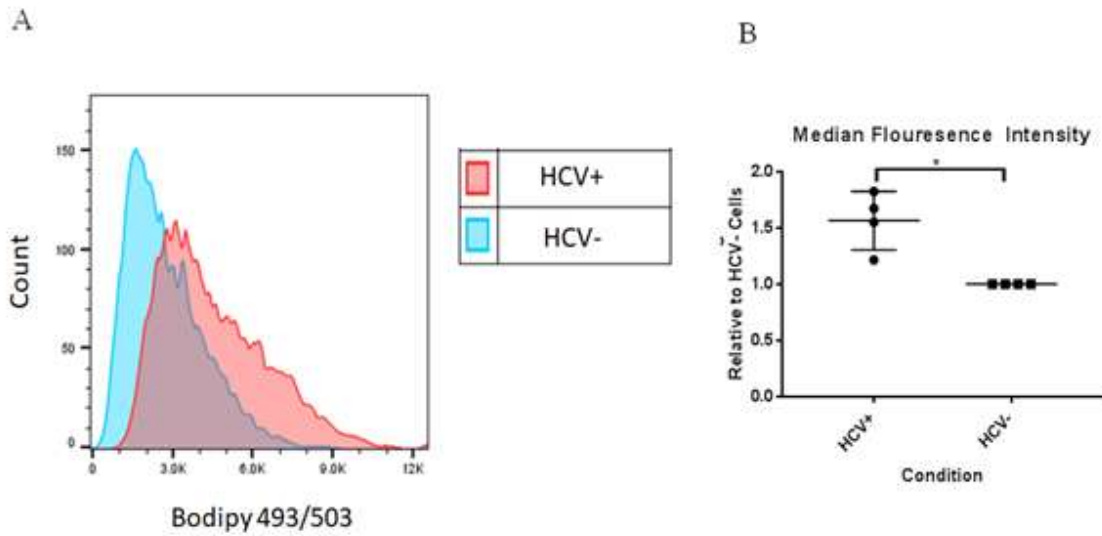 A
Count
150
100
50
0
0
3.0K
6.0K
9.0K
12K
Bodipy 493/503
HCV+
HCV-
B
Median Flouresence Intensity
*
Relative to HCV- Cells
2.0
1.5
1.0
0.5
0.0
HCV+
HCV-
Condition